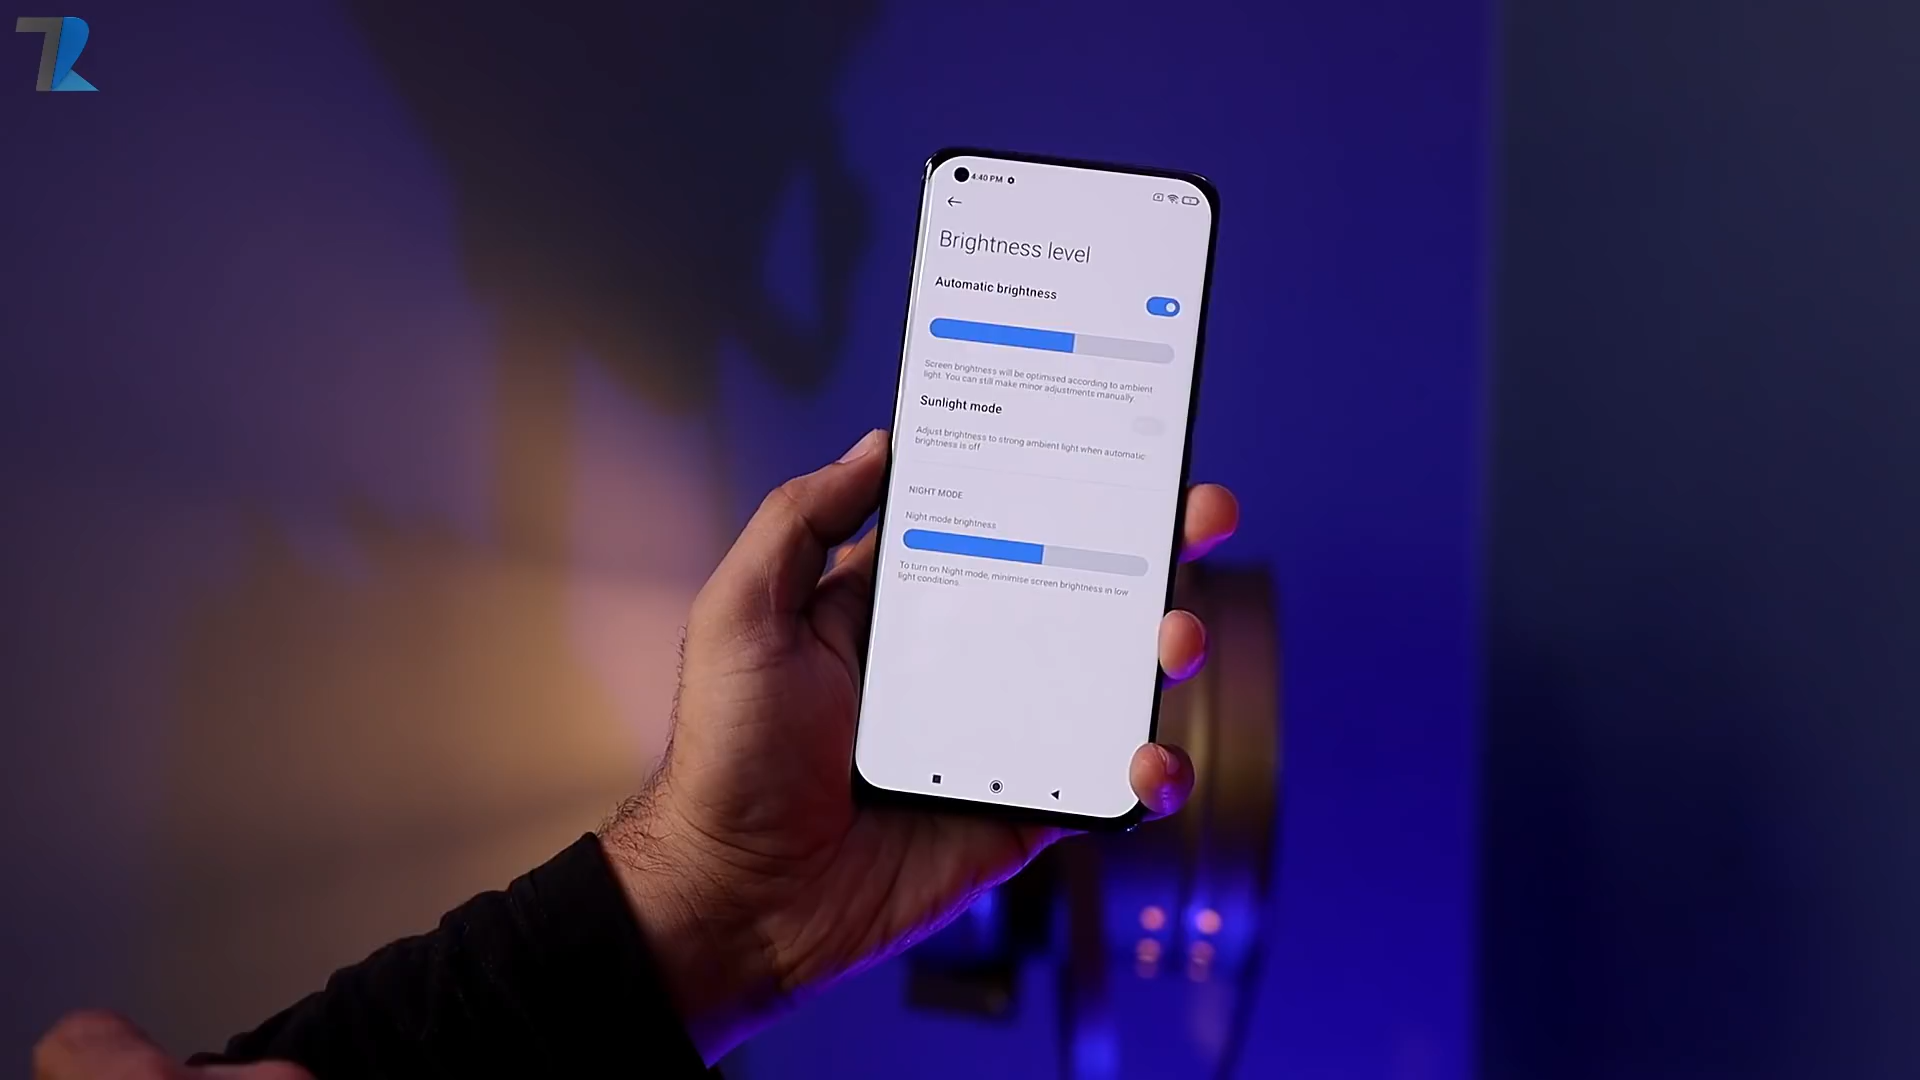 TR
4:40 PM
Brightness level
Automatic brightness
Screen brightness will be optimised according to ambient
light. You can still make minor adjustments manually.
Sunlight mode
Adjust brightness to strong ambient light when automatic
brightness is off
NIGHT MODE
Night mode brightness
To turn on Night mode, minimise screen brightness in low
light conditions.